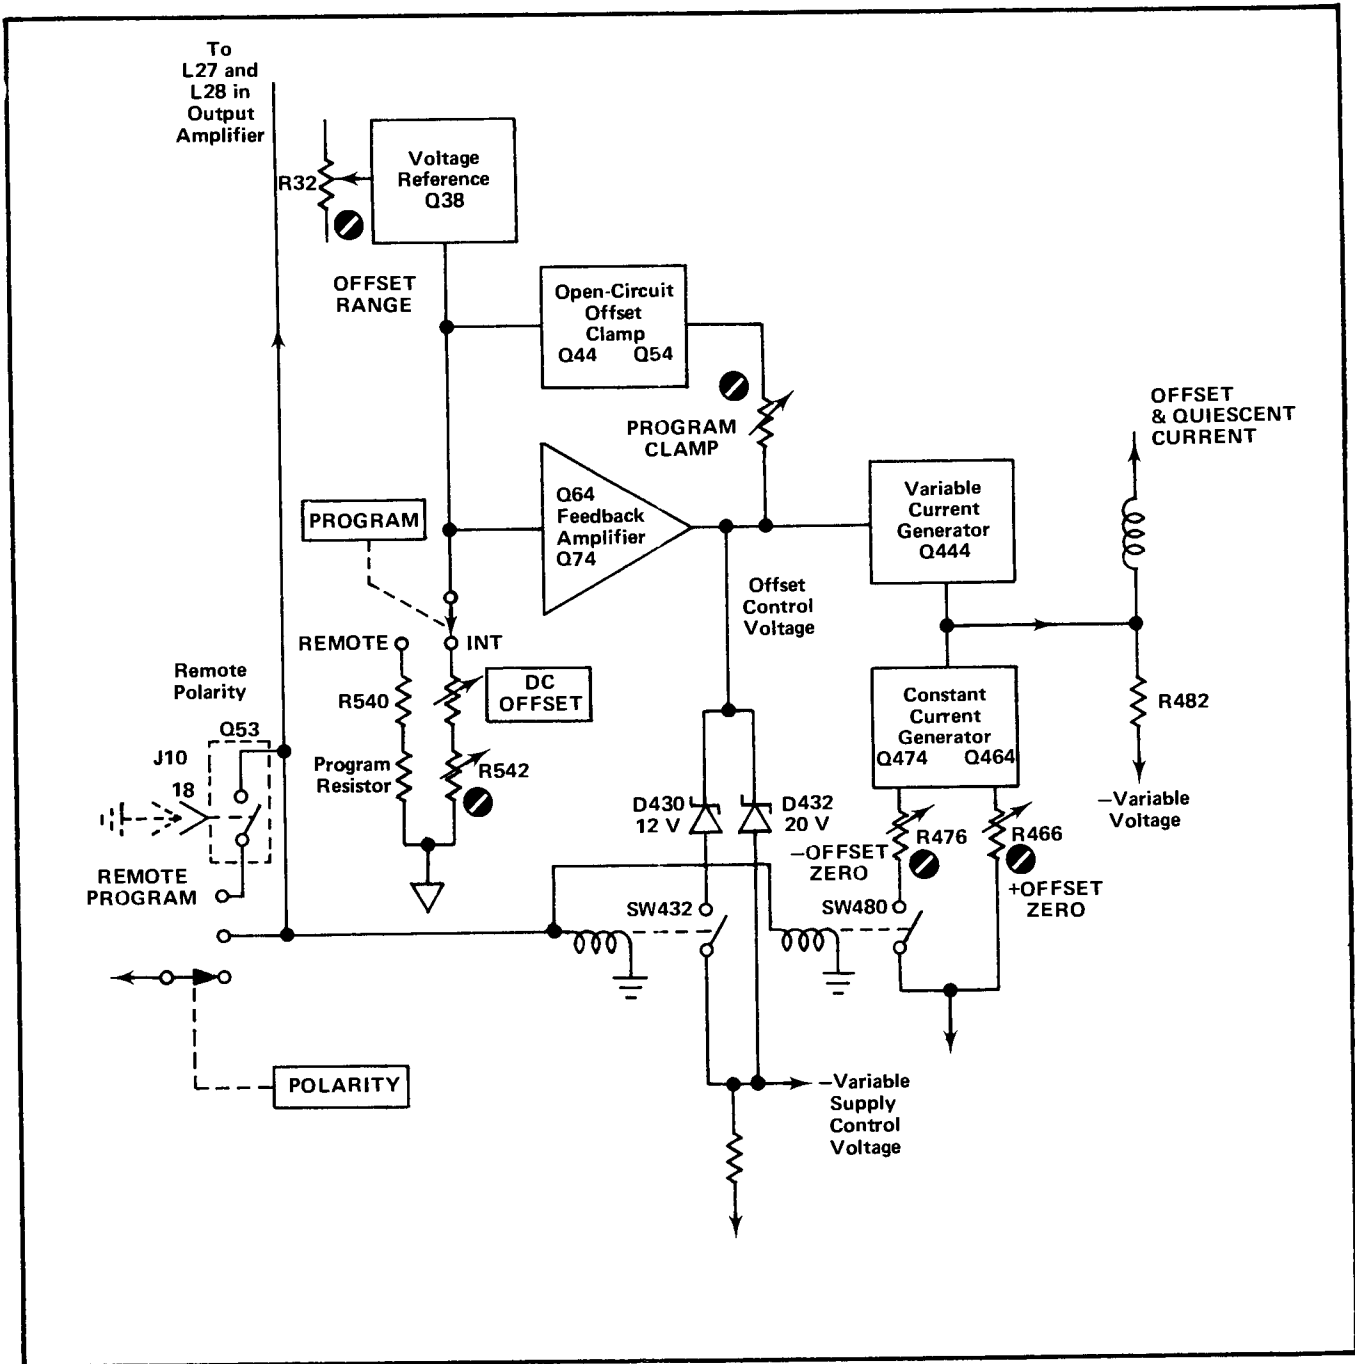 To
L27 and
L28 in
Output
Amplifier
R32
Voltage
Reference
Q38
OFFSET
RANGE
Open-Circuit
Offset
Clamp
Q44 Q54
PROGRAM
CLAMP
OFFSET
& QUIESCENT
CURRENT
PROGRAM
Q64
Feedback
Amplifier
Q74
Variable
Current
Generator
Q444
Offset
Control
Voltage
REMOTE
INT
Remote
Polarity
R540
DC
OFFSET
Constant
Current
Generator
Q474 Q464
R482
Q53
J10
18
Program
Resistor
R542
D430
12 V
D432
20 V
R476
R466
−Variable
Voltage
−OFFSET
ZERO
+OFFSET
ZERO
REMOTE
PROGRAM
SW432
SW480
POLARITY
−Variable
Supply
Control
Voltage